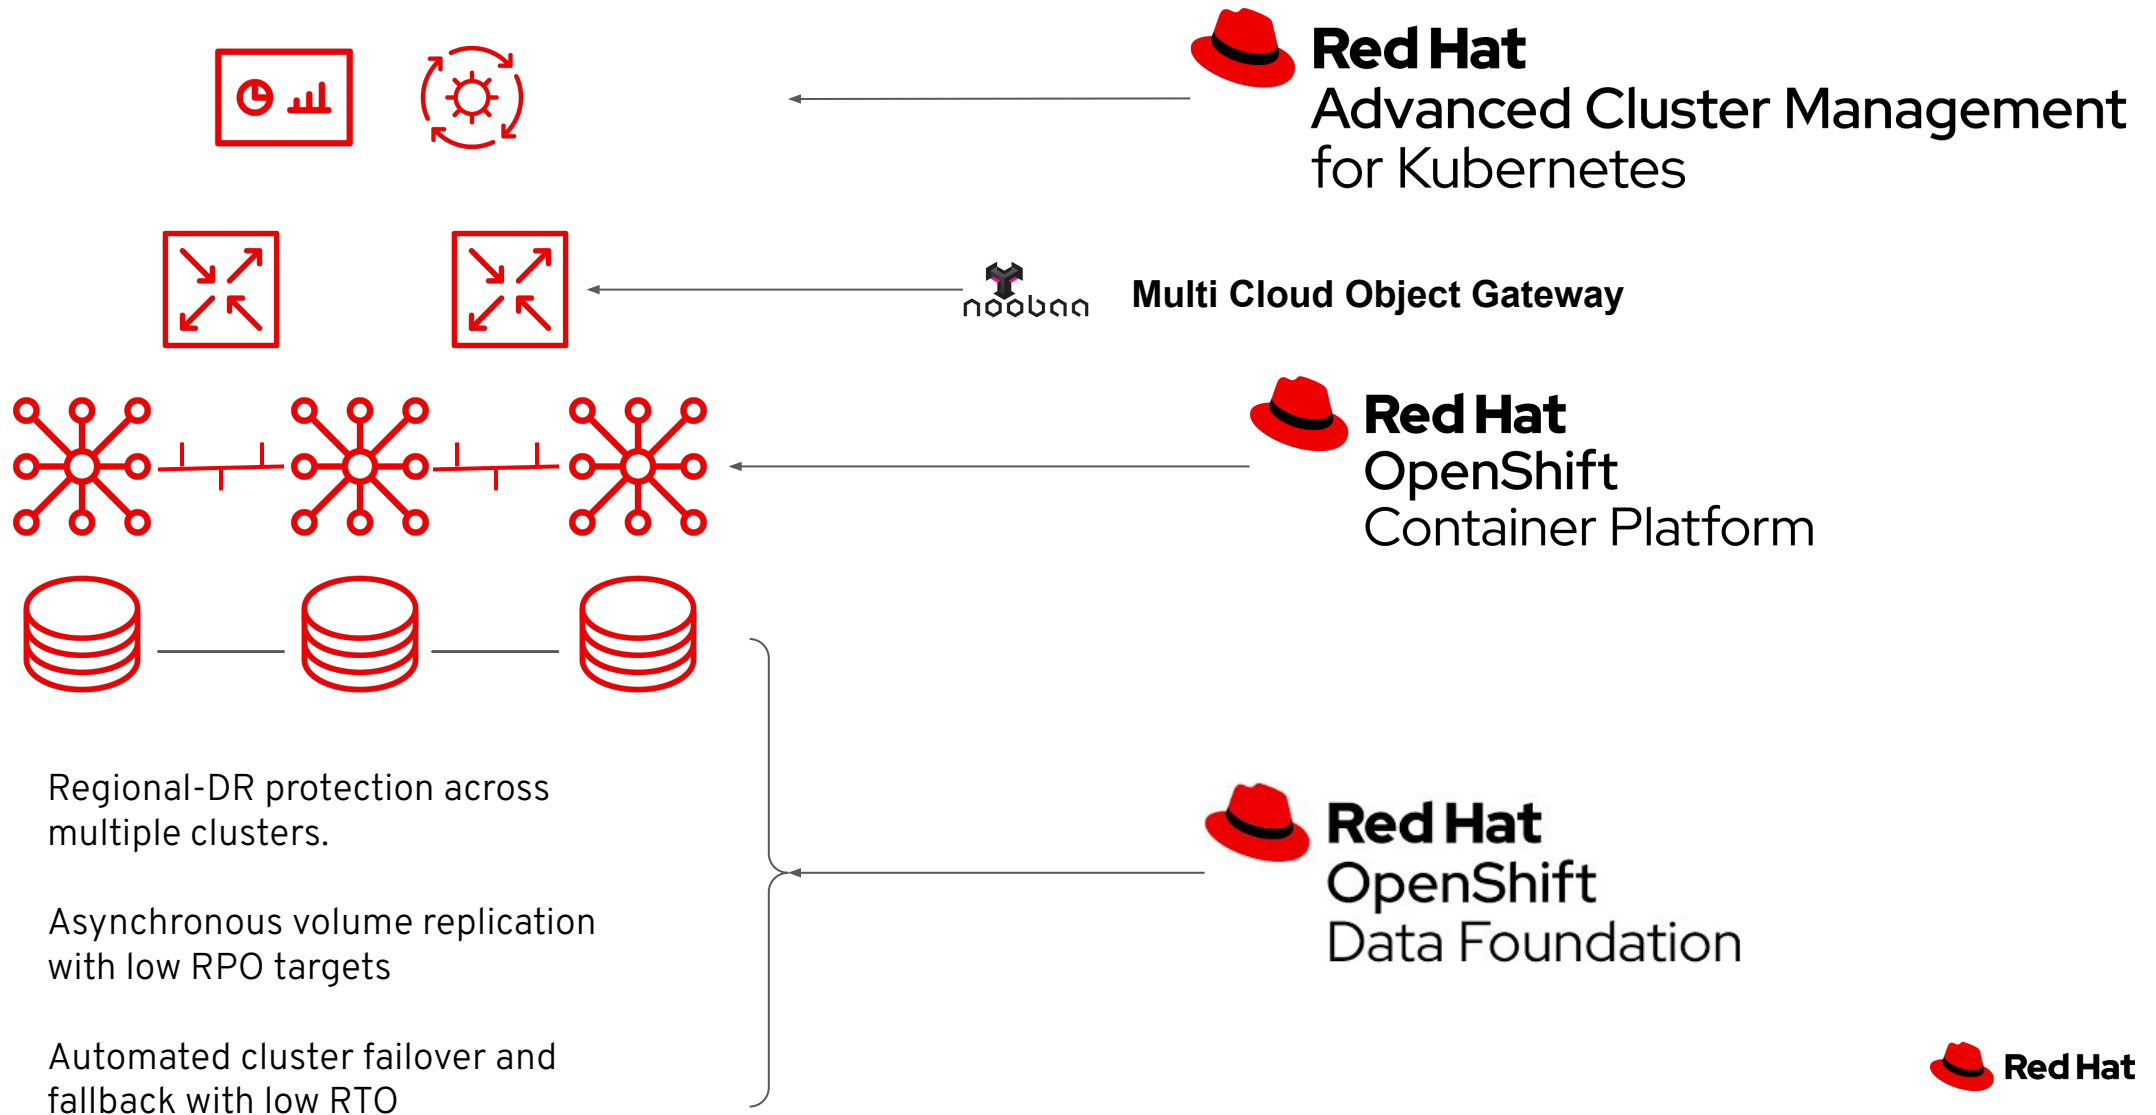 Red Hat
Advanced Cluster Management
for Kubernetes
noobaa
Multi Cloud Object Gateway
Red Hat
OpenShift
Container Platform
Regional-DR protection across
multiple clusters.
Asynchronous volume replication
with low RPO targets
Automated cluster failover and
fallback with low RTO
Red Hat
OpenShift
Data Foundation
Red Hat